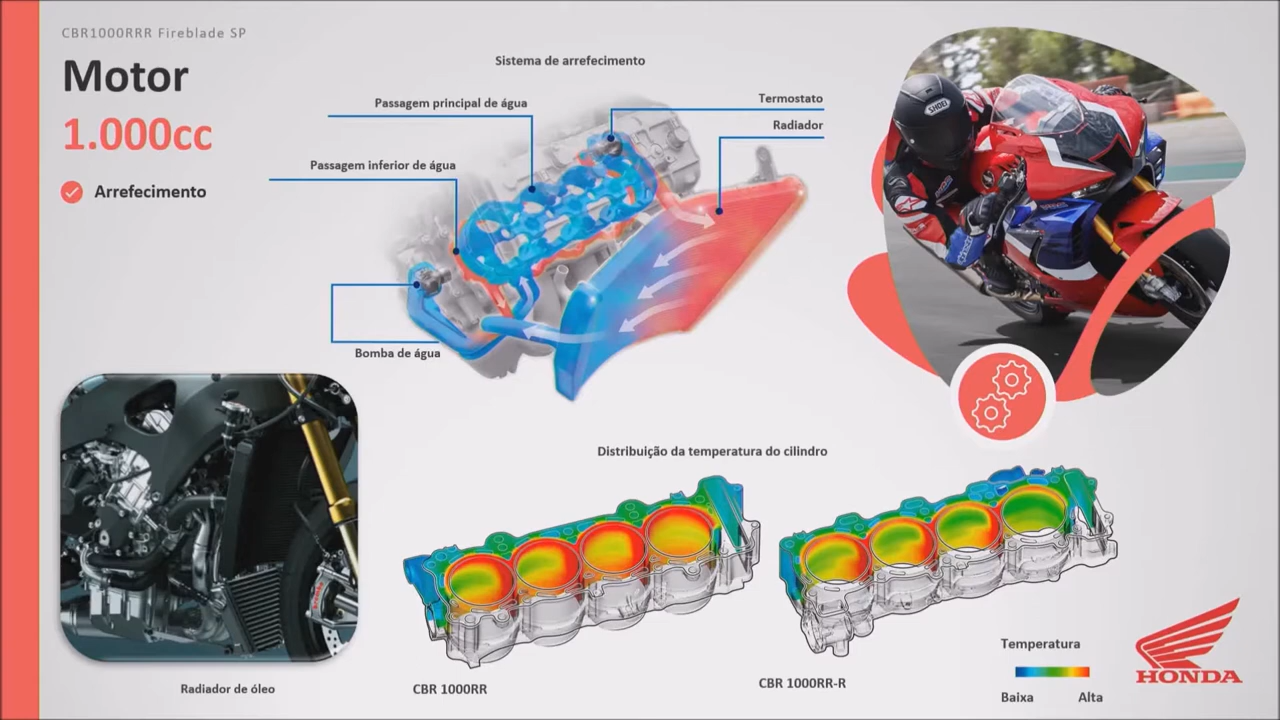 CBR1000RRR Fireblade SP
Motor
1.000cc
Arrefecimento
Sistema de arrefecimento
Passagem principal de água
Termostato
Radiador
Passagem inferior de água
Bomba de água
SHOEI
Distribuição da temperatura do cilindro
Radiador de óleo
CBR 1000RR
CBR 1000RR-R
Temperatura
Baixa Alta
HONDA